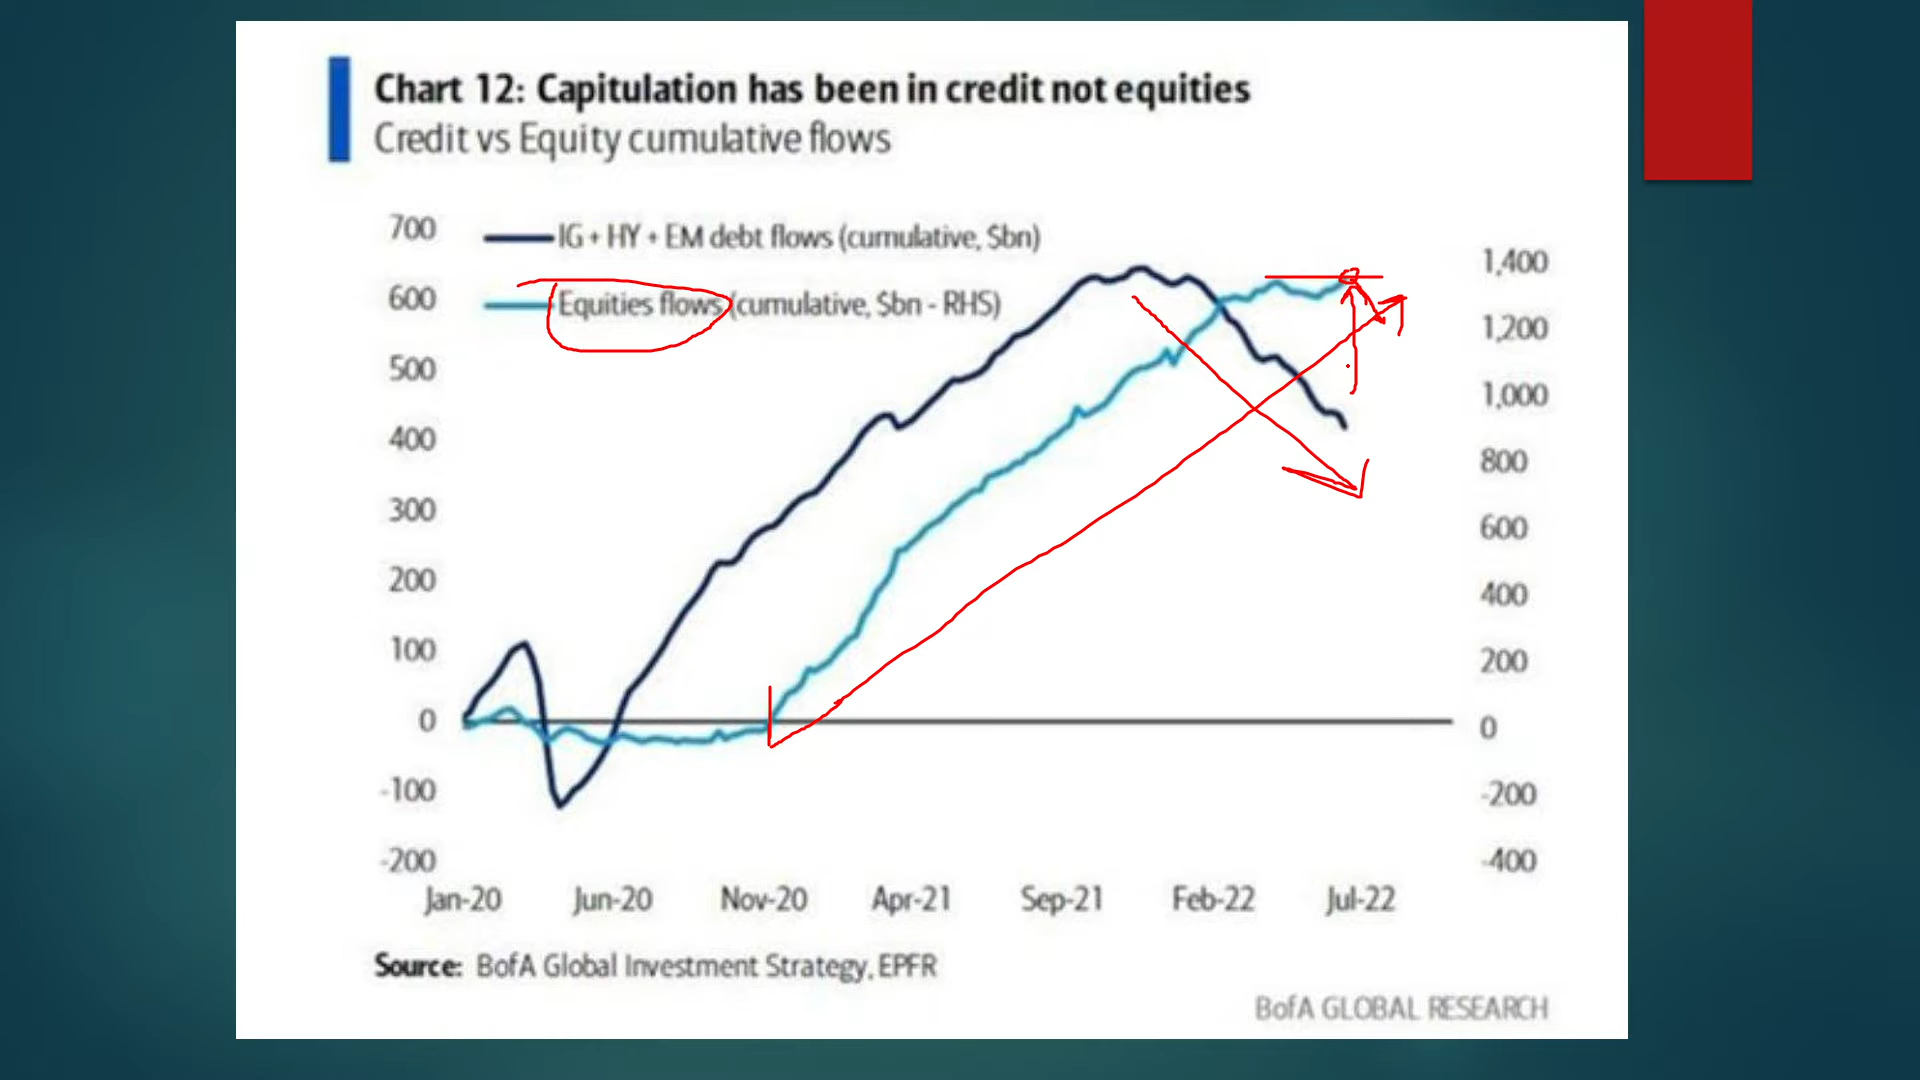 Chart 12: Capitulation has been in credit not equities
Credit vs Equity cumulative flows
700
IG + HY + EM debt flows (cumulative, $bn)
1,400
600
Equities flows (cumulative, $bn - RHS)
1,200
500
1,000
400
800
300
600
200
400
100
200
0
0
-100
-200
-200
-400
Jan-20 Jun-20 Nov-20 Apr-21 Sep-21 Feb-22 Jul-22
Source: BofA Global Investment Strategy, EPFR
BofA GLOBAL RESEARCH